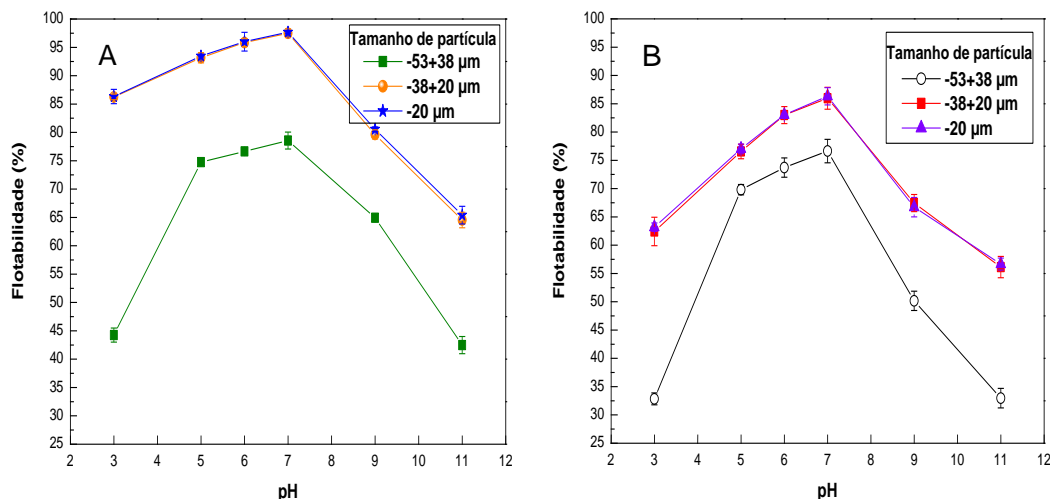 A
Tamanho de partícula
-53+38 µm
-38+20 µm
-20 µm
Flotabilidade (%)
100
95
90
85
80
75
70
65
60
55
50
45
40
35
30
25
2 3 4 5 6 7 8 9 10 11 12
pH
B
Tamanho de partícula
-53+38 µm
-38+20 µm
-20 µm
Flotabilidade (%)
100
95
90
85
80
75
70
65
60
55
50
45
40
35
30
25
2 3 4 5 6 7 8 9 10 11 12
pH